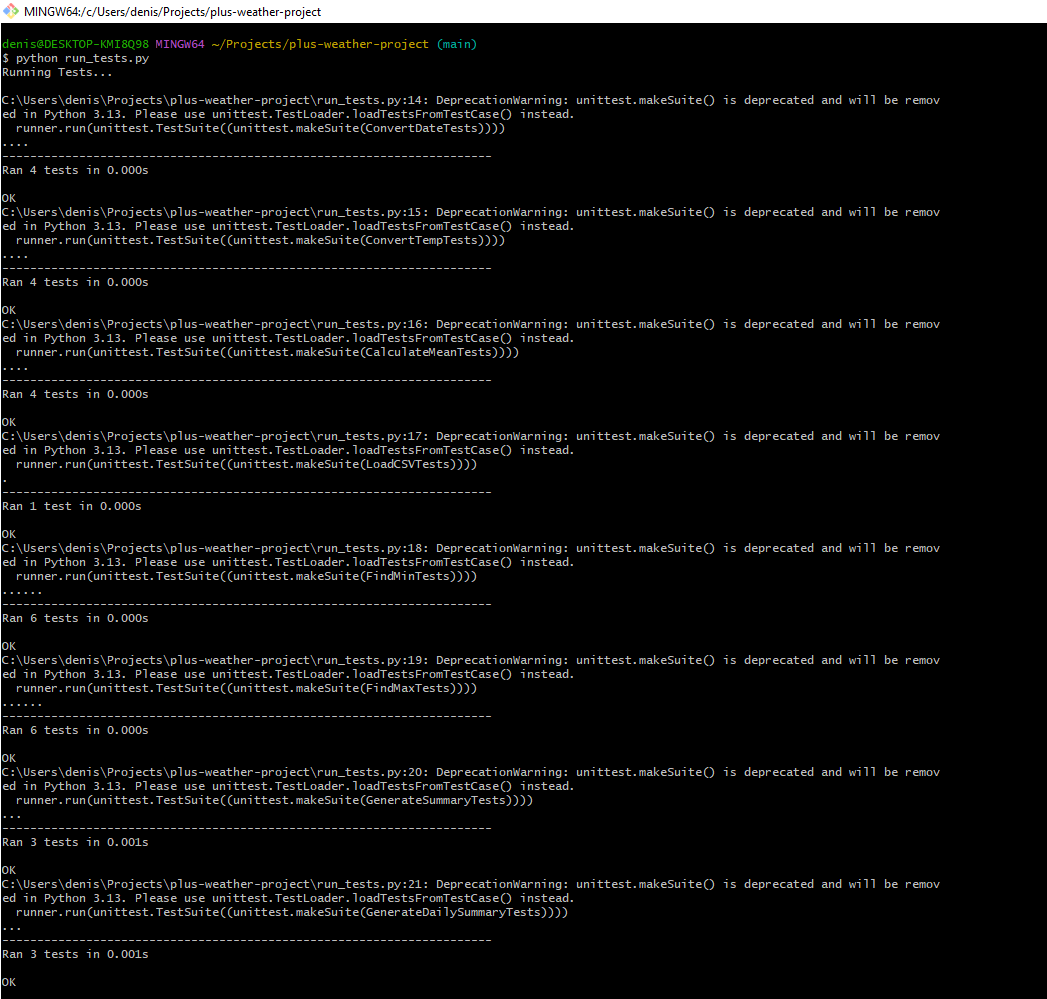 MINGW64:/c/Users/denis/Projects/plus-weather-project
denis@DESKTOP-KMI8Q98 MINGW64 ~/Projects/plus-weather-project (main)
$ python run_tests.py
Running Tests...
C:\Users\denis\Projects\plus-weather-project\run_tests.py:14: DeprecationWarning: unittest.makeSuite() is deprecated and will be remov
ed in Python 3.13. Please use unittest.TestLoader.loadTestsFromTestCase() instead.
  runner.run(unittest.TestSuite((unittest.makeSuite(ConvertDateTests))))
....
----------------------------------------------------------------------
Ran 4 tests in 0.000s
OK
C:\Users\denis\Projects\plus-weather-project\run_tests.py:15: DeprecationWarning: unittest.makeSuite() is deprecated and will be remov
ed in Python 3.13. Please use unittest.TestLoader.loadTestsFromTestCase() instead.
  runner.run(unittest.TestSuite((unittest.makeSuite(ConvertTempTests))))
....
----------------------------------------------------------------------
Ran 4 tests in 0.000s
OK
C:\Users\denis\Projects\plus-weather-project\run_tests.py:16: DeprecationWarning: unittest.makeSuite() is deprecated and will be remov
ed in Python 3.13. Please use unittest.TestLoader.loadTestsFromTestCase() instead.
  runner.run(unittest.TestSuite((unittest.makeSuite(CalculateMeanTests))))
....
----------------------------------------------------------------------
Ran 4 tests in 0.000s
OK
C:\Users\denis\Projects\plus-weather-project\run_tests.py:17: DeprecationWarning: unittest.makeSuite() is deprecated and will be remov
ed in Python 3.13. Please use unittest.TestLoader.loadTestsFromTestCase() instead.
  runner.run(unittest.TestSuite((unittest.makeSuite(LoadCSVTests))))
.
----------------------------------------------------------------------
Ran 1 test in 0.000s
OK
C:\Users\denis\Projects\plus-weather-project\run_tests.py:18: DeprecationWarning: unittest.makeSuite() is deprecated and will be remov
ed in Python 3.13. Please use unittest.TestLoader.loadTestsFromTestCase() instead.
  runner.run(unittest.TestSuite((unittest.makeSuite(FindMinTests))))
......
----------------------------------------------------------------------
Ran 6 tests in 0.000s
OK
C:\Users\denis\Projects\plus-weather-project\run_tests.py:19: DeprecationWarning: unittest.makeSuite() is deprecated and will be remov
ed in Python 3.13. Please use unittest.TestLoader.loadTestsFromTestCase() instead.
  runner.run(unittest.TestSuite((unittest.makeSuite(FindMaxTests))))
......
----------------------------------------------------------------------
Ran 6 tests in 0.000s
OK
C:\Users\denis\Projects\plus-weather-project\run_tests.py:20: DeprecationWarning: unittest.makeSuite() is deprecated and will be remov
ed in Python 3.13. Please use unittest.TestLoader.loadTestsFromTestCase() instead.
  runner.run(unittest.TestSuite((unittest.makeSuite(GenerateSummaryTests))))
...
----------------------------------------------------------------------
Ran 3 tests in 0.001s
OK
C:\Users\denis\Projects\plus-weather-project\run_tests.py:21: DeprecationWarning: unittest.makeSuite() is deprecated and will be remov
ed in Python 3.13. Please use unittest.TestLoader.loadTestsFromTestCase() instead.
  runner.run(unittest.TestSuite((unittest.makeSuite(GenerateDailySummaryTests))))
...
----------------------------------------------------------------------
Ran 3 tests in 0.001s
OK